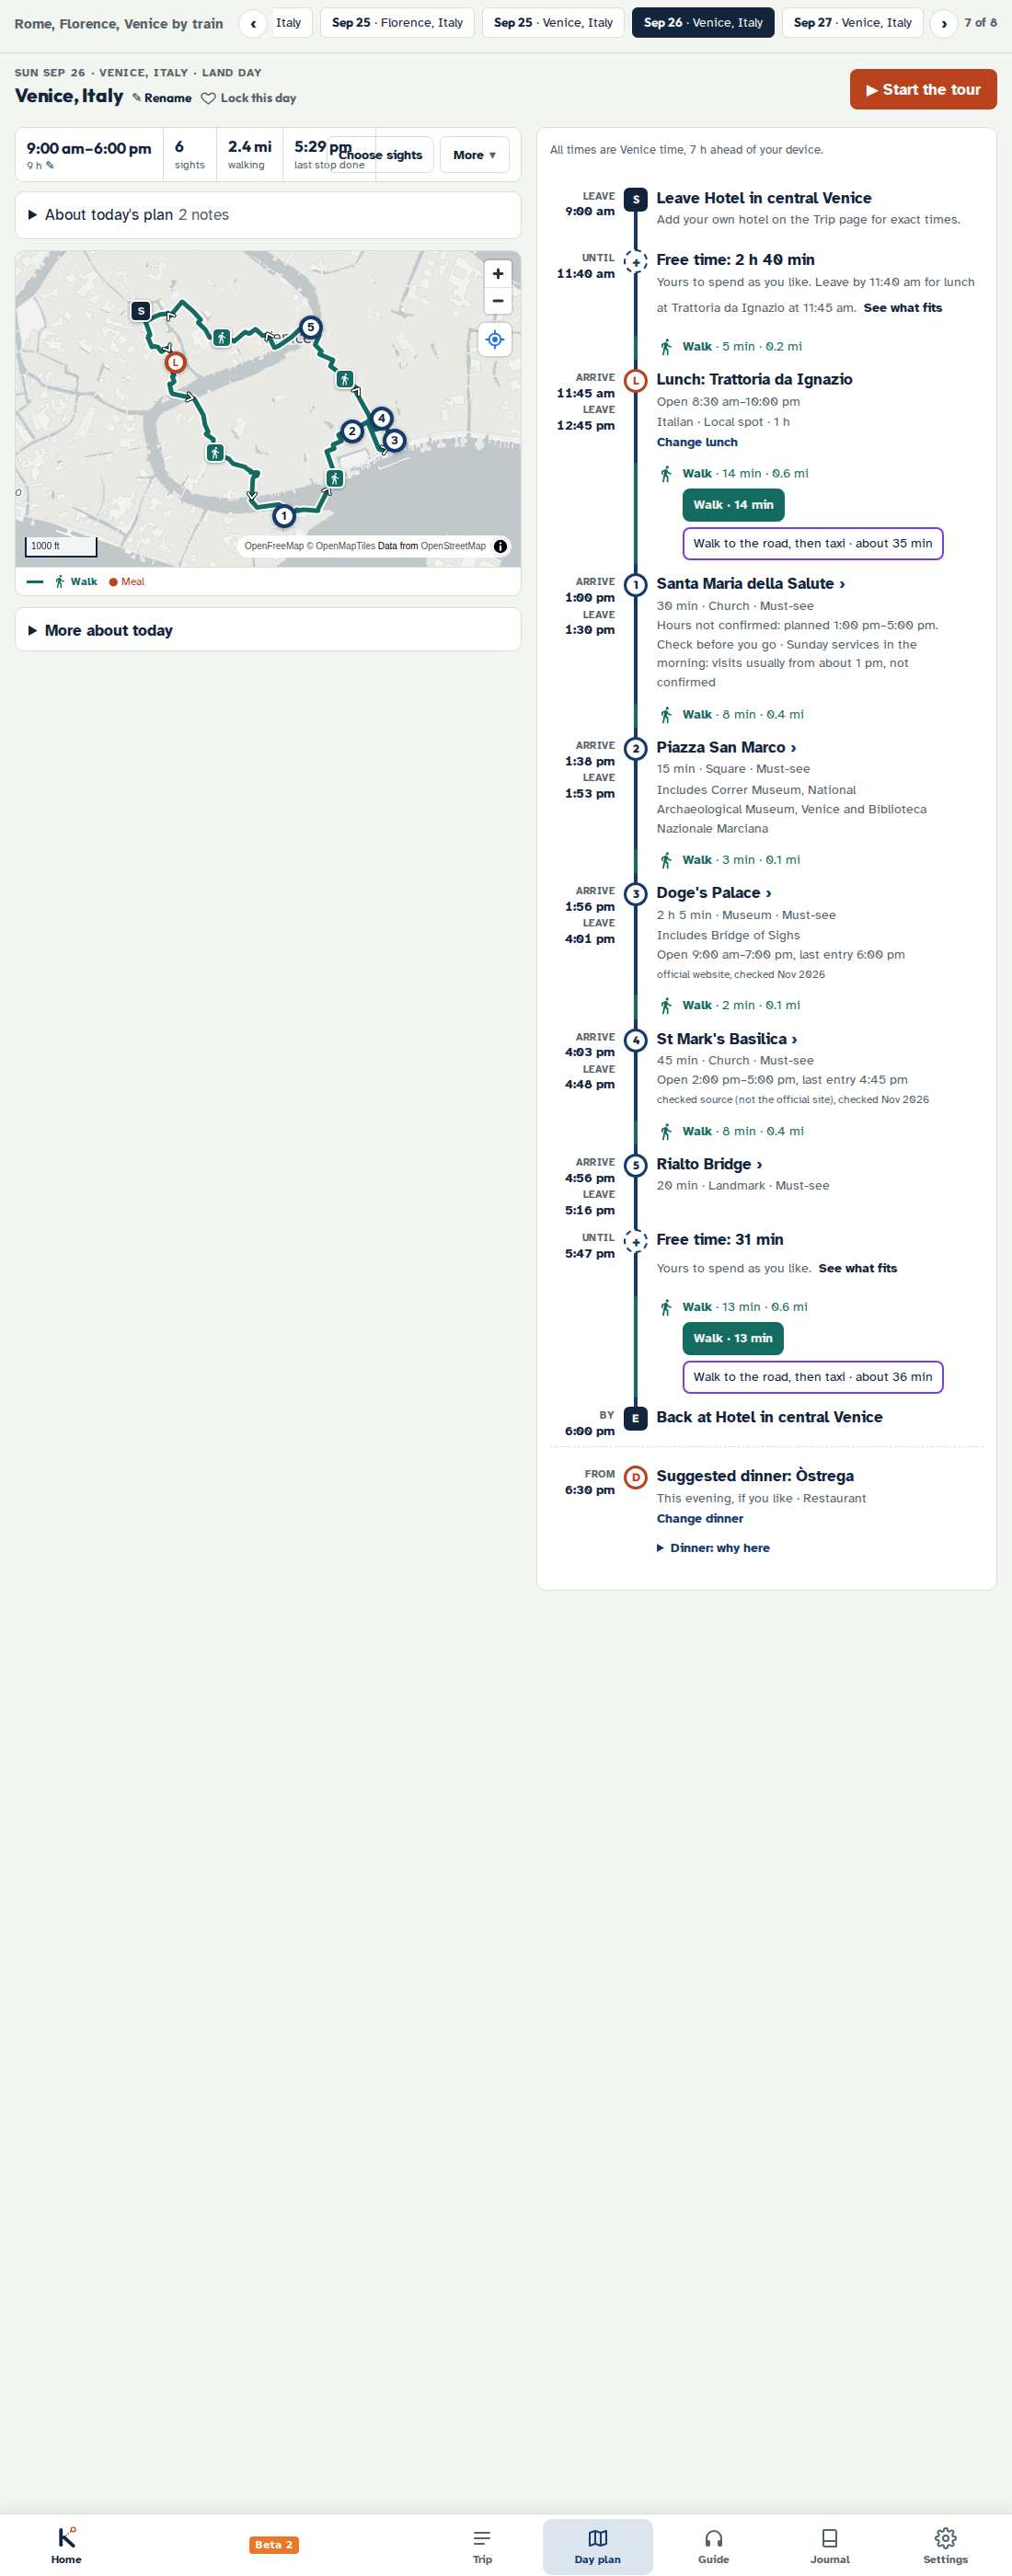 Rome, Florence, Venice by train
‹
Italy
Sep 25 · Florence, Italy
Sep 25 · Venice, Italy
Sep 26 · Venice, Italy
Sep 27 · Venice, Italy
›
7 of 8
SUN SEP 26 · VENICE, ITALY · LAND DAY
Venice, Italy ✎ Rename Lock this day
▶ Start the tour
9:00 am–6:00 pm
9 h ✎
6
sights
2.4 mi
walking
5:29 pm
last stop done
Choose sights
More ▾
▶ About today's plan 2 notes
S
L
1
2
3
4
5
+
−
1000 ft
OpenFreeMap © OpenMapTiles Data from OpenStreetMap
Walk
Meal
▶ More about today
All times are Venice time, 7 h ahead of your device.
LEAVE
9:00 am
S
Leave Hotel in central Venice
Add your own hotel on the Trip page for exact times.
UNTIL
11:40 am
+
Free time: 2 h 40 min
Yours to spend as you like. Leave by 11:40 am for lunch
at Trattoria da Ignazio at 11:45 am. See what fits
Walk · 5 min · 0.2 mi
ARRIVE
11:45 am
LEAVE
12:45 pm
L
Lunch: Trattoria da Ignazio
Open 8:30 am–10:00 pm
Italian · Local spot · 1 h
Change lunch
Walk · 14 min · 0.6 mi
Walk · 14 min
Walk to the road, then taxi · about 35 min
ARRIVE
1:00 pm
LEAVE
1:30 pm
1
Santa Maria della Salute ›
30 min · Church · Must-see
Hours not confirmed: planned 1:00 pm–5:00 pm.
Check before you go · Sunday services in the
morning: visits usually from about 1 pm, not
confirmed
Walk · 8 min · 0.4 mi
ARRIVE
1:38 pm
LEAVE
1:53 pm
2
Piazza San Marco ›
15 min · Square · Must-see
Includes Correr Museum, National
Archaeological Museum, Venice and Biblioteca
Nazionale Marciana
Walk · 3 min · 0.1 mi
ARRIVE
1:56 pm
LEAVE
4:01 pm
3
Doge's Palace ›
2 h 5 min · Museum · Must-see
Includes Bridge of Sighs
Open 9:00 am–7:00 pm, last entry 6:00 pm
official website, checked Nov 2026
Walk · 2 min · 0.1 mi
ARRIVE
4:03 pm
LEAVE
4:48 pm
4
St Mark's Basilica ›
45 min · Church · Must-see
Open 2:00 pm–5:00 pm, last entry 4:45 pm
checked source (not the official site), checked Nov 2026
Walk · 8 min · 0.4 mi
ARRIVE
4:56 pm
LEAVE
5:16 pm
5
Rialto Bridge ›
20 min · Landmark · Must-see
UNTIL
5:47 pm
+
Free time: 31 min
Yours to spend as you like. See what fits
Walk · 13 min · 0.6 mi
Walk · 13 min
Walk to the road, then taxi · about 36 min
BY
6:00 pm
E
Back at Hotel in central Venice
FROM
6:30 pm
D
Suggested dinner: Òstrega
This evening, if you like · Restaurant
Change dinner
▶ Dinner: why here
Home
Beta 2
Trip
Day plan
Guide
Journal
Settings